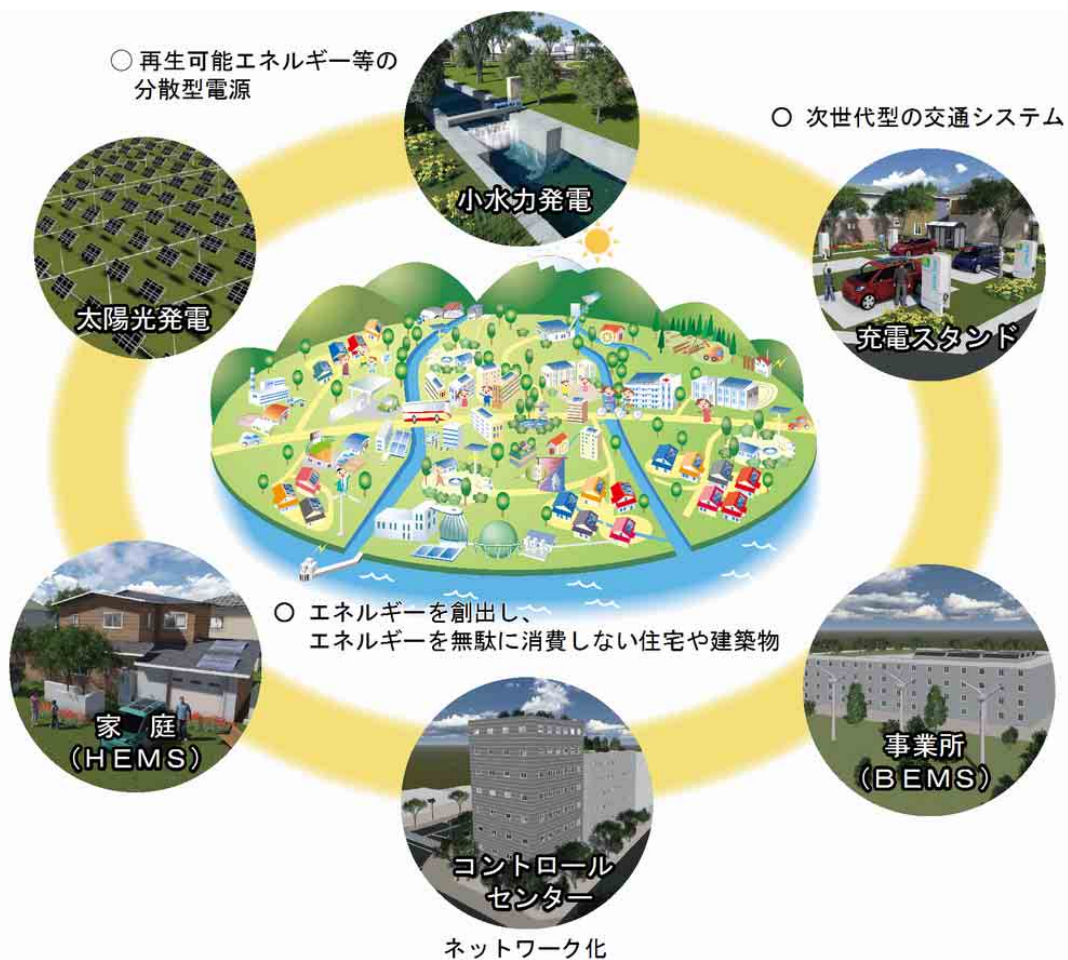 ○ 再生可能エネルギー等の
分散型電源
小水力発電
○ 次世代型の交通システム
太陽光発電
充電スタンド
○ エネルギーを創出し、
エネルギーを無駄に消費しない住宅や建築物
家 庭
(HEMS)
事業所
(BEMS)
コントロール
センター
ネットワーク化